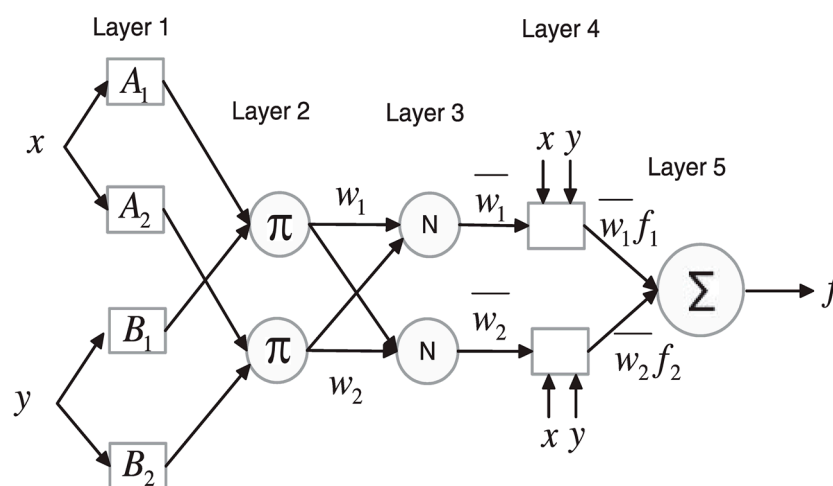 Layer 1
Layer 4
A₁
Layer 2
Layer 3
x
x y
Layer 5
A₂
w₁
w̅₁
w̅₁f₁
π
N
Σ
f
B₁
w̅₂
π
N
w̅₂f₂
w₂
y
x y
B₂